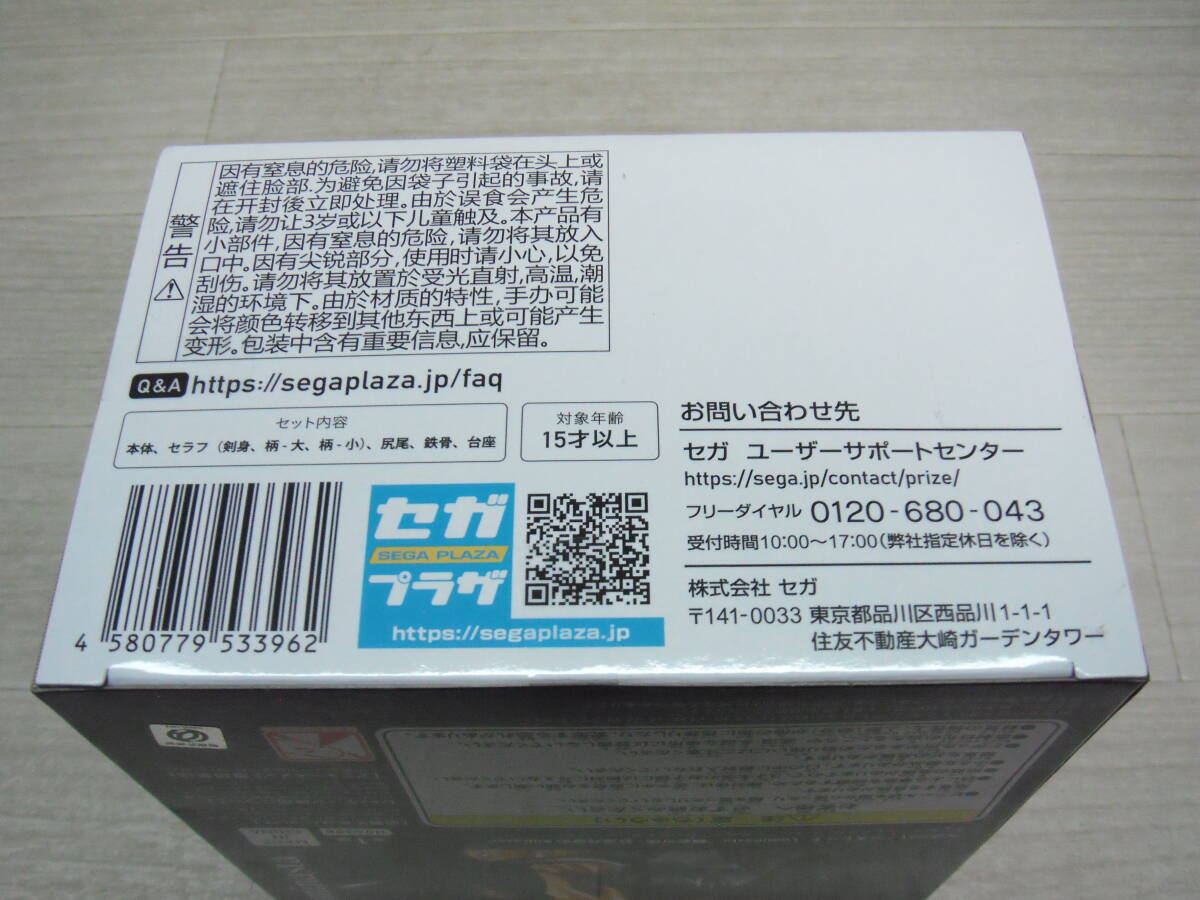 警告
因有窒息的危险,请勿将塑料袋在头上或
遮住脸部.为避免因袋子引起的事故,请
在开封後立即处理。由於误食会产生危
险,请勿让3岁或以下儿童触及。本产品有
小部件,因有窒息的危险,请勿将其放入
口中。因有尖锐部分,使用时请小心,以免
刮伤。请勿将其放置於受光直射,高温,潮
湿的环境下。由於材质的特性,手办可能
会将颜色转移到其他东西上或可能产生
变形。包装中含有重要信息,应保留。
Q&A https://segaplaza.jp/faq
セット内容
本体、セラフ（剣身、柄-大、柄-小）、尻尾、鉄骨、台座
対象年齢
15才以上
お問い合わせ先
セガ ユーザーサポートセンター
https://sega.jp/contact/prize/
フリーダイヤル 0120-680-043
受付時間10:00～17:00(弊社指定休日を除く)
株式会社 セガ
〒141-0033 東京都品川区西品川1-1-1
住友不動産大崎ガーデンタワー
セガ
SEGA PLAZA
プラザ
https://segaplaza.jp
4 580779 533962